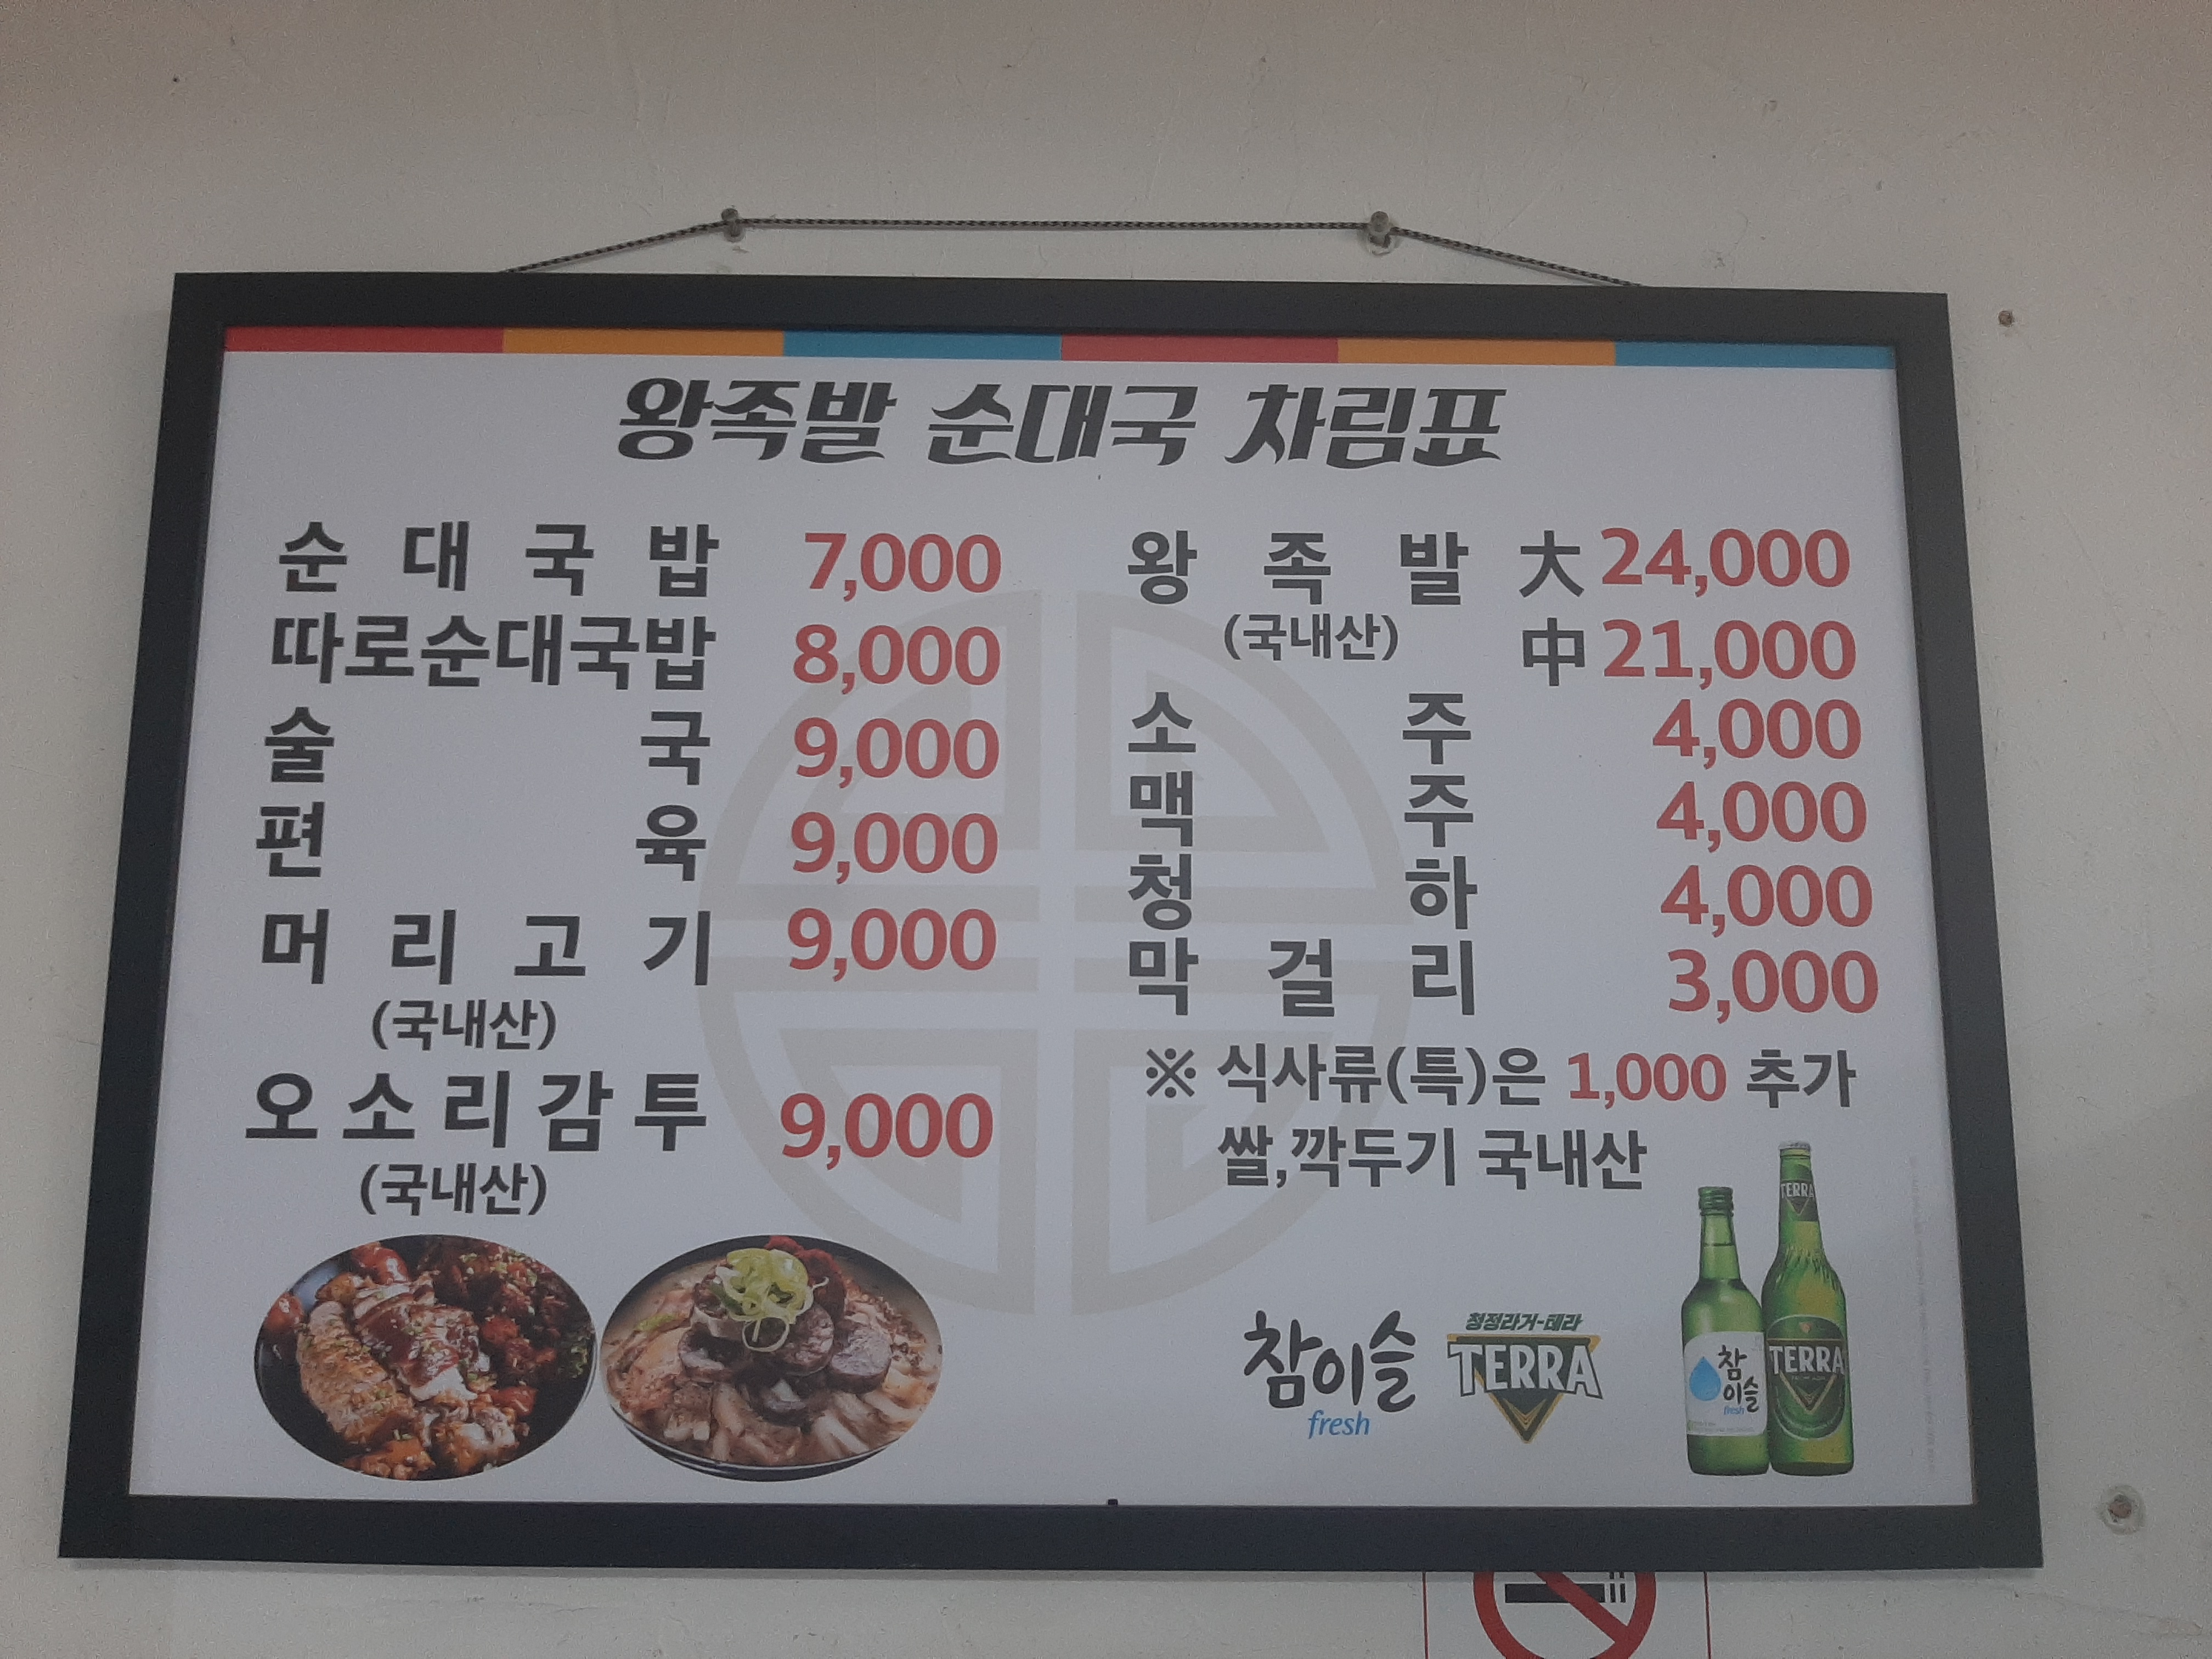 왕족발 순대국 차림표
순대국밥 7,000
따로순대국밥 8,000
술국 9,000
편육 9,000
머리고기 9,000
(국내산)
오소리감투 9,000
(국내산)
왕족발 大 24,000
(국내산) 中 21,000
소주 4,000
맥주 4,000
청하 4,000
막걸리 3,000
※ 식사류(특)은 1,000 추가
쌀,깍두기 국내산
참이슬
fresh
청정라거-테라
TERRA
참이슬
fresh
TERRA
TERRA